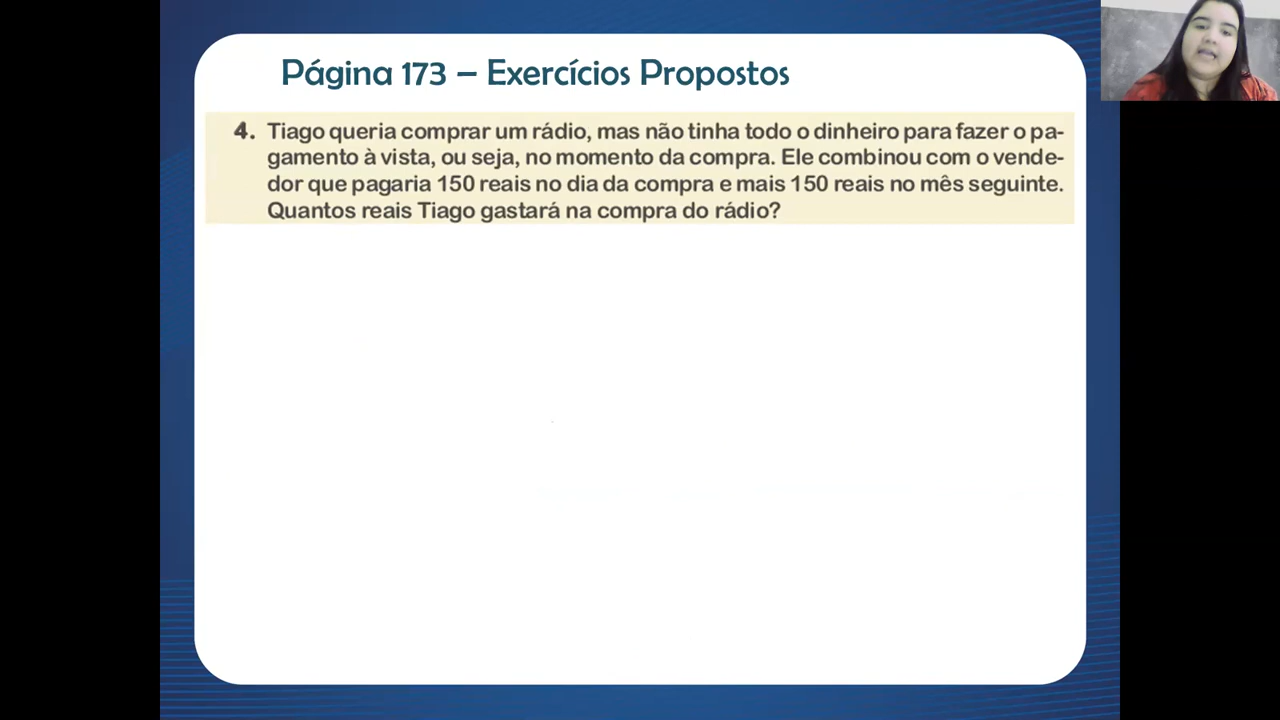 Página 173 – Exercícios Propostos
4. Tiago queria comprar um rádio, mas não tinha todo o dinheiro para fazer o pa-
gamento à vista, ou seja, no momento da compra. Ele combinou com o vende-
dor que pagaria 150 reais no dia da compra e mais 150 reais no mês seguinte.
Quantos reais Tiago gastará na compra do rádio?